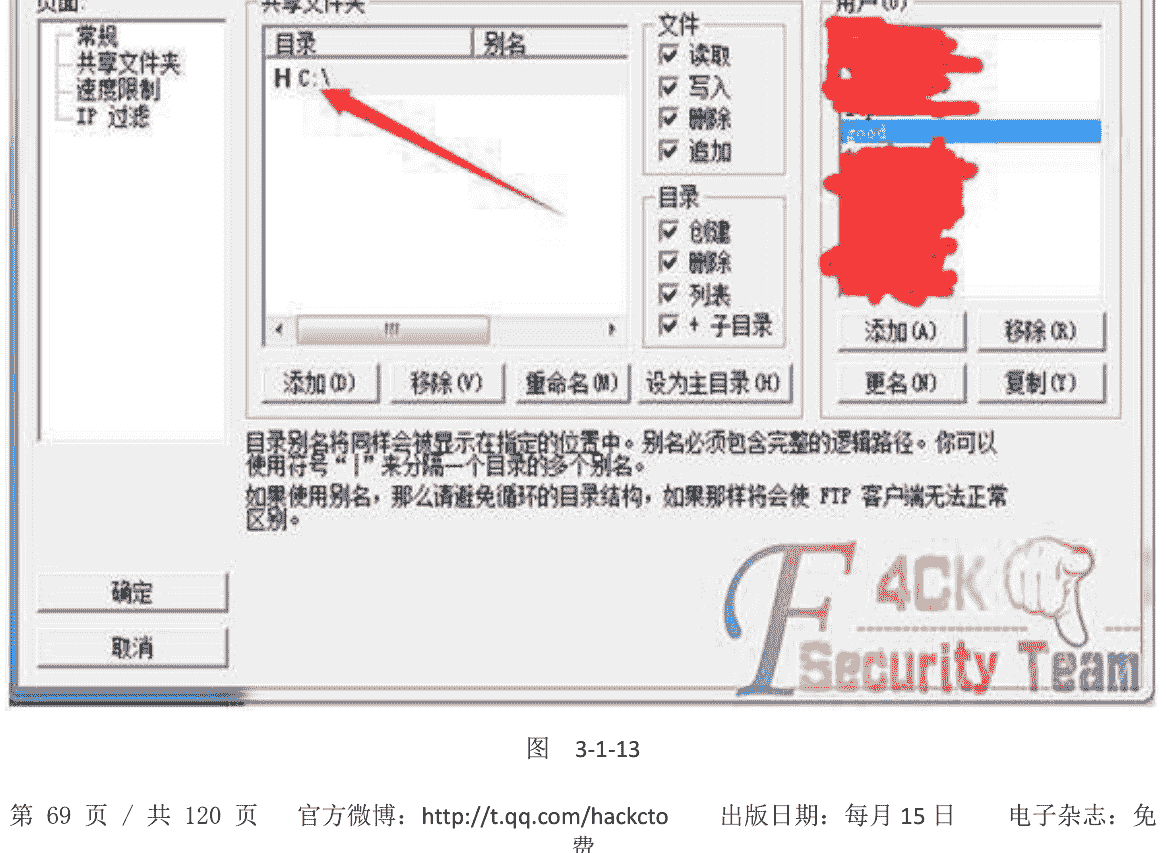 页面:
常规
共享文件夹
速度限制
IP 过滤
共享文件夹
目录 别名
H C:\
文件
读取
写入
删除
追加
目录
创建
删除
列表
+ 子目录
添加(D) 移除(V) 重命名(M) 设为主目录(H)
用户(U)
good
添加(A) 移除(R)
更名(N) 复制(Y)
目录别名将同样会被显示在指定的位置中。别名必须包含完整的逻辑路径。你可以
使用符号“|”来分隔一个目录的多个别名。
如果使用别名，那么请避免循环的目录结构，如果那样将会使 FTP 客户端无法正常
区别。
确定
取消
F4CK
Security Team
图 3-1-13
第 69 页 / 共 120 页 官方微博：http://t.qq.com/hackcto 出版日期：每月 15 日 电子杂志：免
费